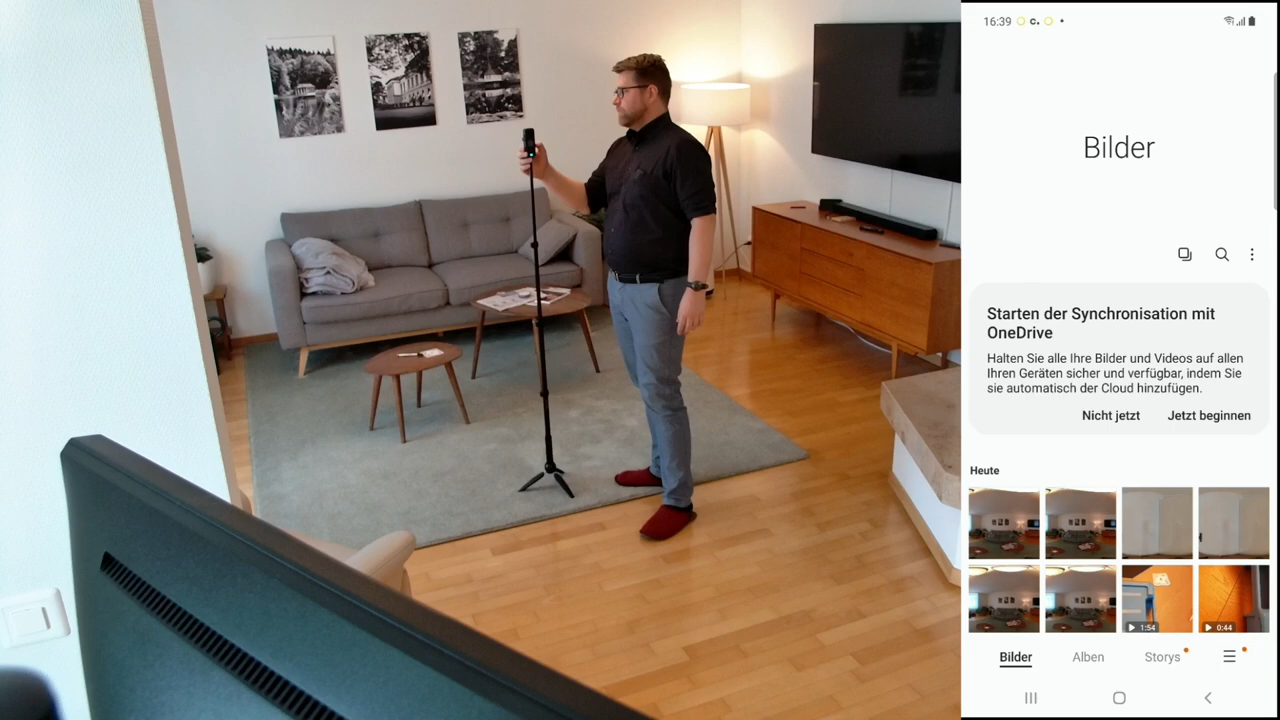 16:39
C.
Bilder
Starten der Synchronisation mit
OneDrive
Halten Sie alle Ihre Bilder und Videos auf allen
Ihren Geräten sicher und verfügbar, indem Sie
sie automatisch der Cloud hinzufügen.
Nicht jetzt
Jetzt beginnen
Heute
1:54
0:44
Bilder
Alben
Storys